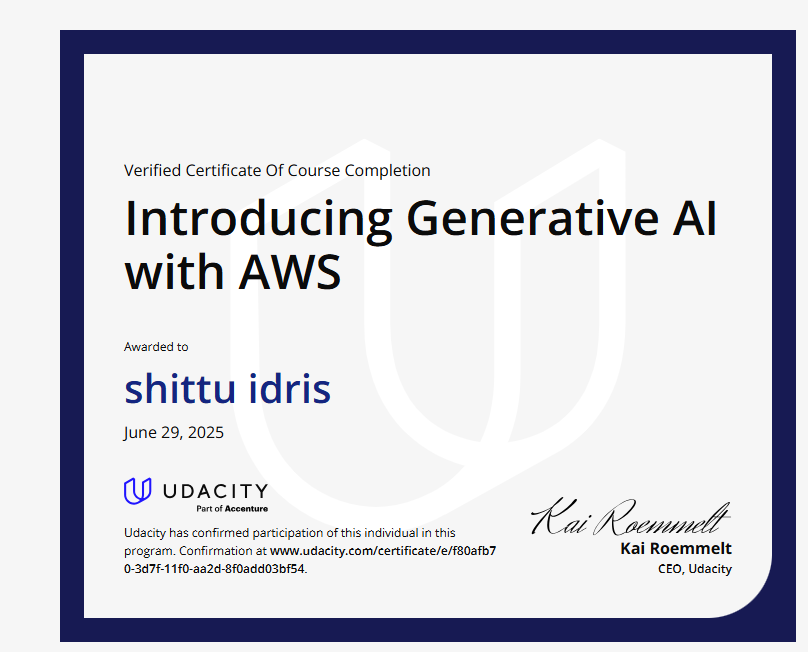 Verified Certificate Of Course Completion
Introducing Generative AI
with AWS
Awarded to
shittu idris
June 29, 2025
UDACITY
Part of Accenture
Udacity has confirmed participation of this individual in this
program. Confirmation at www.udacity.com/certificate/e/f80afb7
0-3d7f-11f0-aa2d-8f0add03bf54.
Kai Roemmelt
Kai Roemmelt
CEO, Udacity